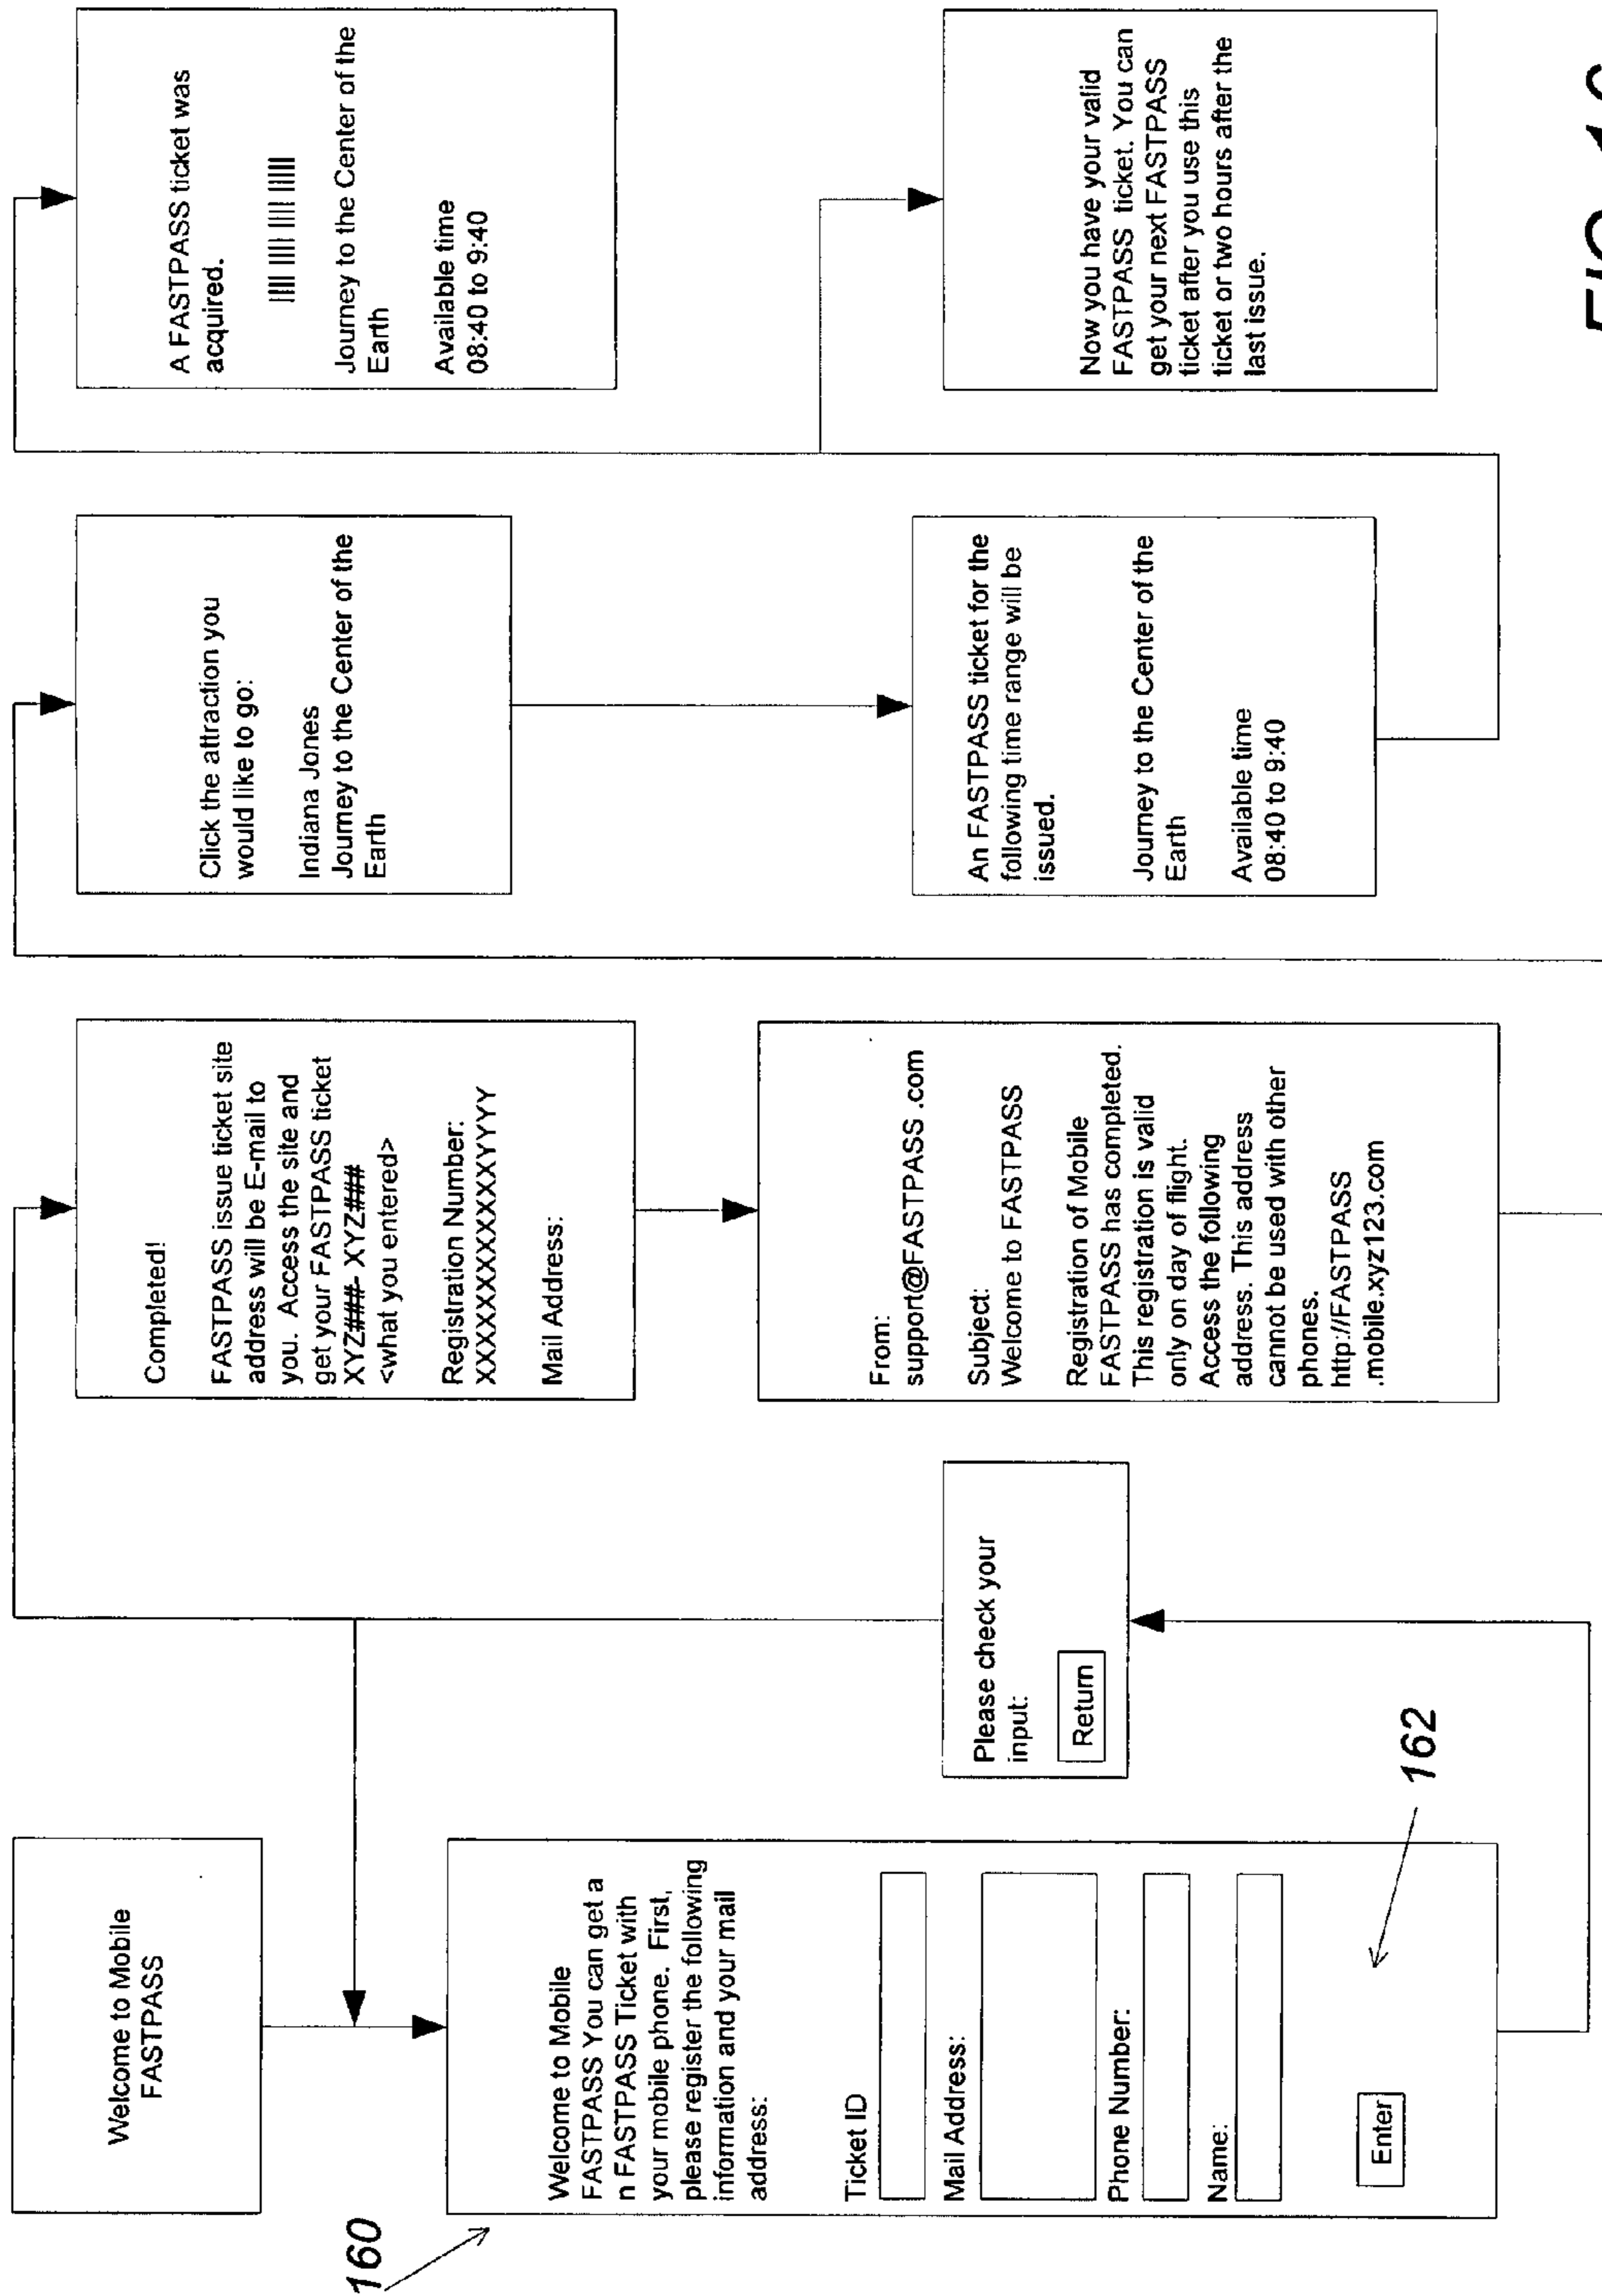 Welcome to Mobile
FASTPASS
160
Welcome to Mobile
FASTPASS You can get a
n FASTPASS Ticket with
your mobile phone. First,
please register the following
information and your mail
address:
Ticket ID
Mail Address:
Phone Number:
Name:
Enter
162
Please check your
input:
Return
Completed!
FASTPASS issue ticket site
address will be E-mail to
you. Access the site and
get your FASTPASS ticket
XYZ###- XYZ###
<what you entered>
Registration Number:
XXXXXXXXXXXXXYYYY
Mail Address:
From:
support@FASTPASS .com
Subject:
Welcome to FASTPASS
Registration of Mobile
FASTPASS has completed.
This registration is valid
only on day of flight.
Access the following
address. This address
cannot be used with other
phones.
http://FASTPASS
.mobile.xyz123.com
Click the attraction you
would like to go:
Indiana Jones
Journey to the Center of the
Earth
An FASTPASS ticket for the
following time range will be
issued.
Journey to the Center of the
Earth
Available time
08:40 to 9:40
A FASTPASS ticket was
acquired.
Journey to the Center of the
Earth
Available time
08:40 to 9:40
Now you have your valid
FASTPASS ticket. You can
get your next FASTPASS
ticket after you use this
ticket or two hours after the
last issue.